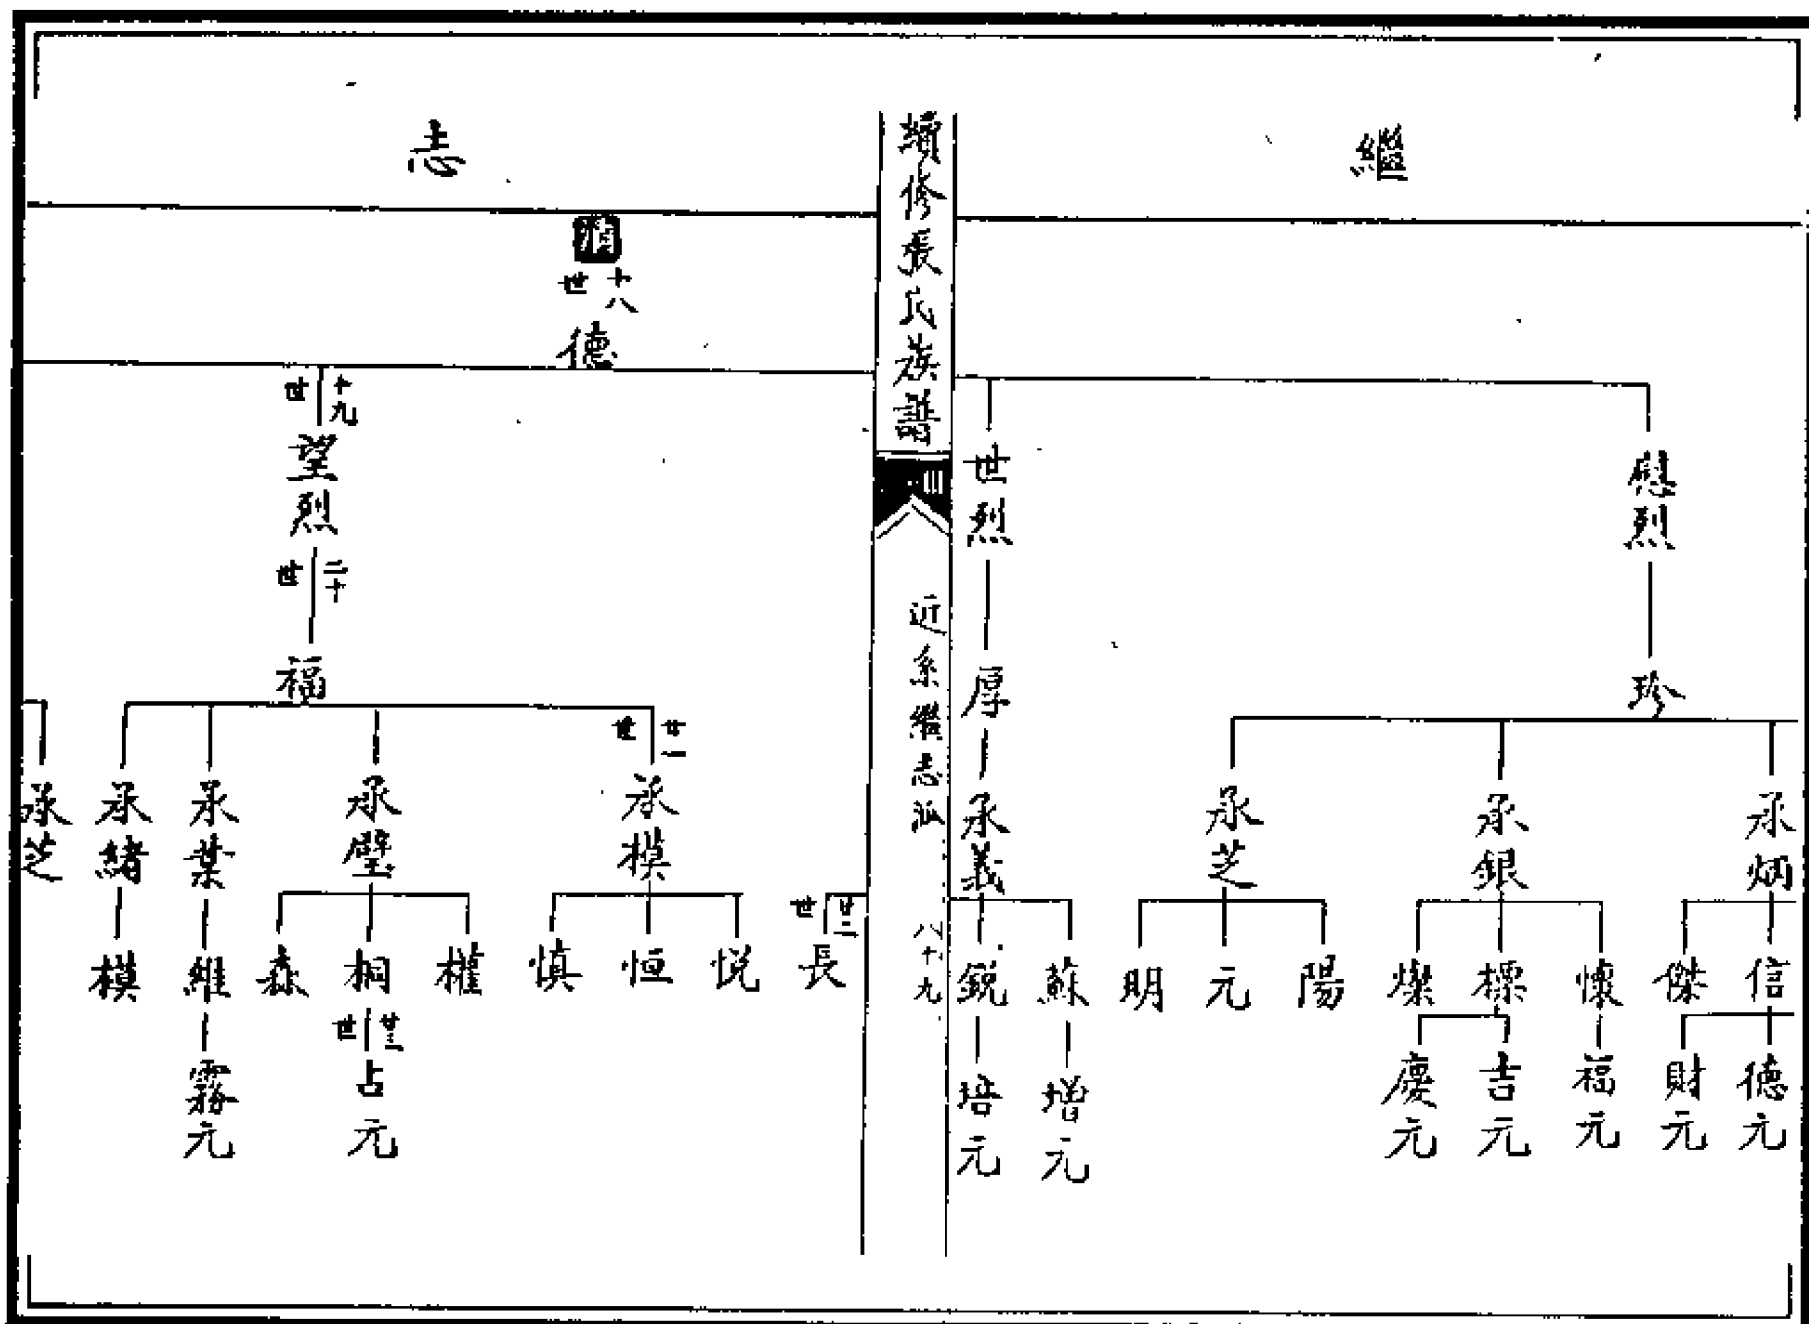 繼
慰烈
世烈
珍
厚
承炳
承銀
承芝
承義
信
傑
懷
標
燦
陽
元
明
蘇
銳
德元
財元
福元
吉元
慶元
增元
培元
續修張氏族譜
近系繼志派
八十九
志
十八世
德
十九世
望烈
二十世
福
廿一世
承模
承壁
承業
承緒
承芝
廿二世
長
悅
恒
慎
權
桐
森
維
模
廿三世
占元
霧元